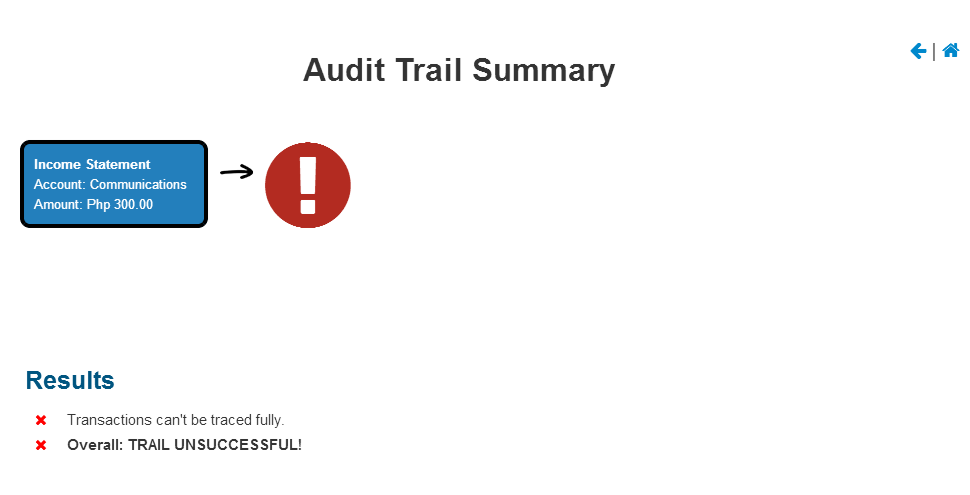 Audit Trail Summary
|
Income Statement
Account: Communications
Amount: Php 300.00
!
Results
Transactions can't be traced fully.
Overall: TRAIL UNSUCCESSFUL!